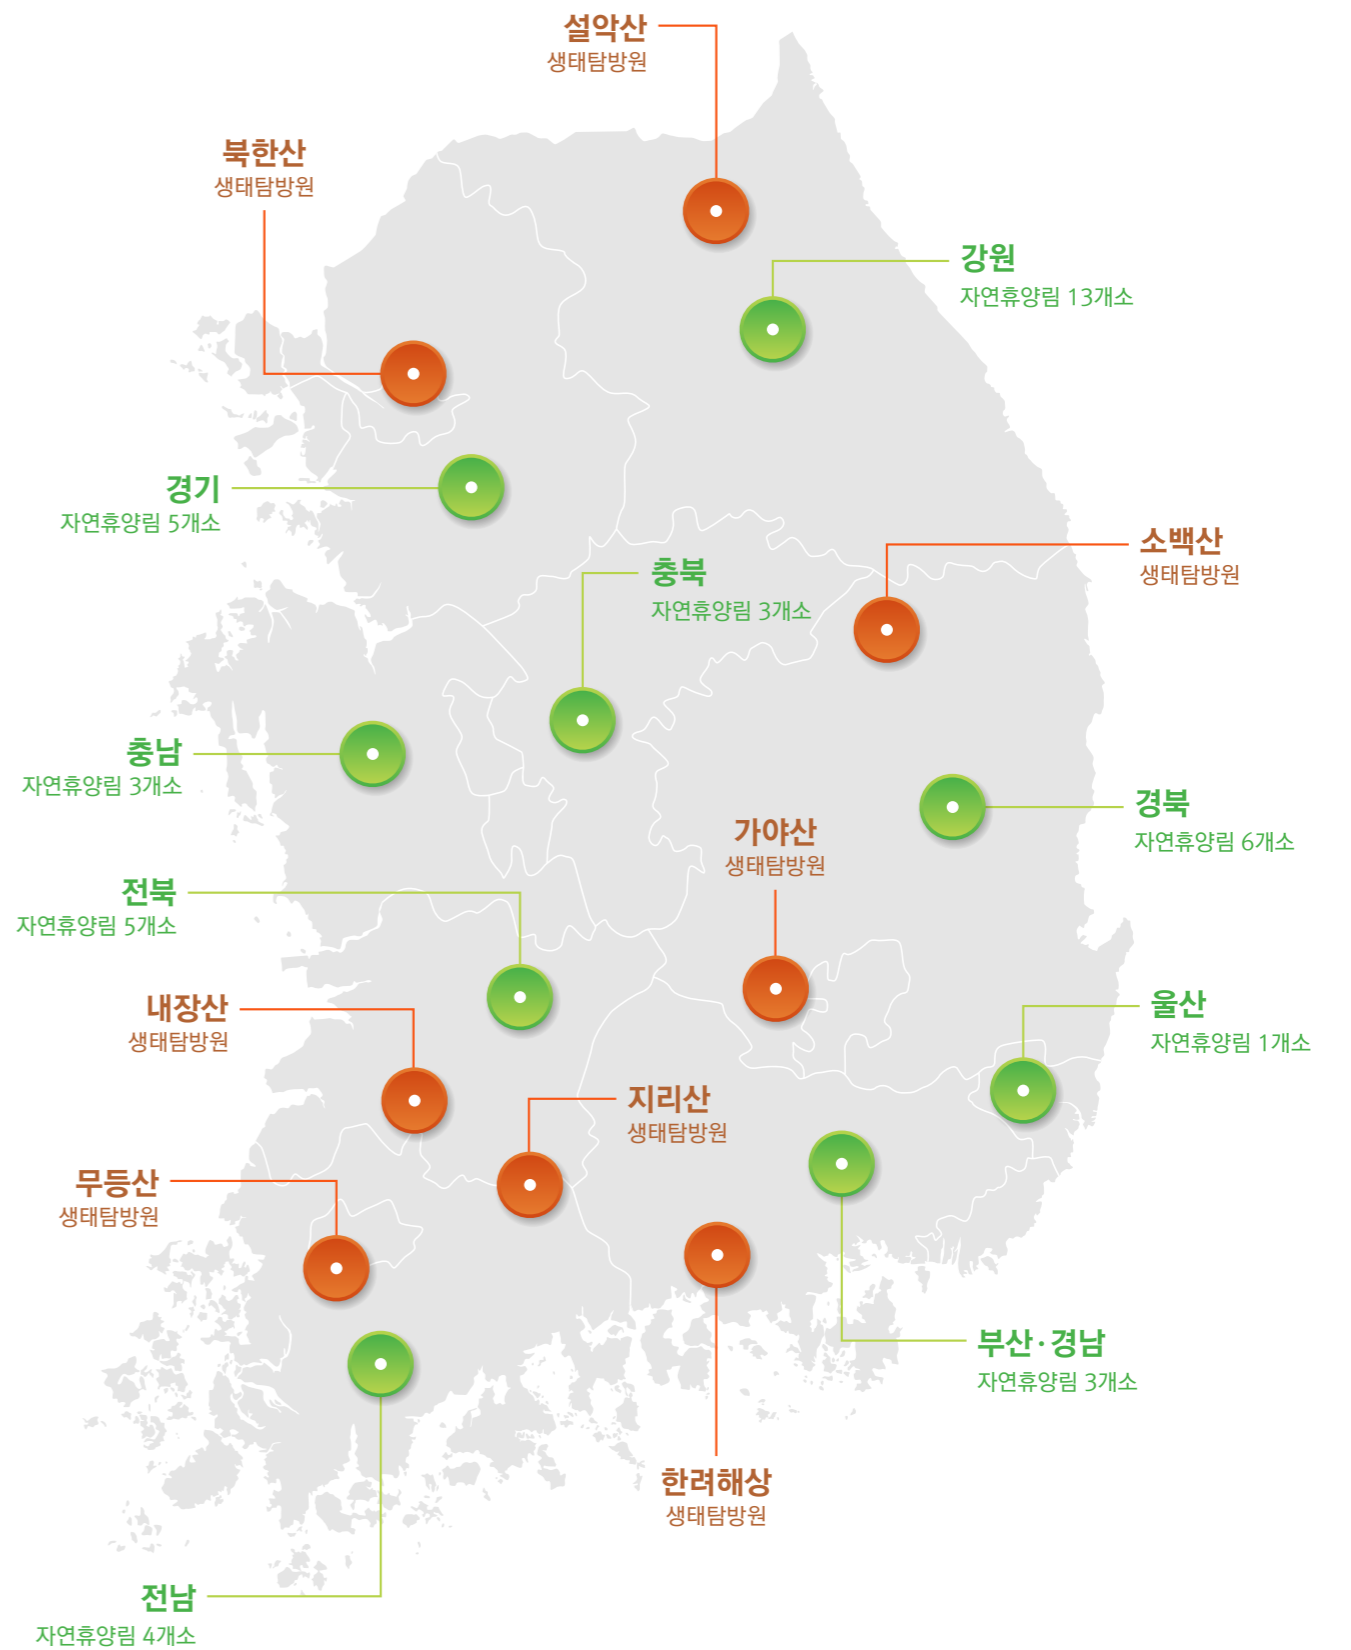 설악산
생태탐방원
북한산
생태탐방원
강원
자연휴양림 13개소
경기
자연휴양림 5개소
소백산
생태탐방원
충북
자연휴양림 3개소
충남
자연휴양림 3개소
경북
자연휴양림 6개소
가야산
생태탐방원
전북
자연휴양림 5개소
내장산
생태탐방원
울산
자연휴양림 1개소
지리산
생태탐방원
무등산
생태탐방원
부산·경남
자연휴양림 3개소
한려해상
생태탐방원
전남
자연휴양림 4개소